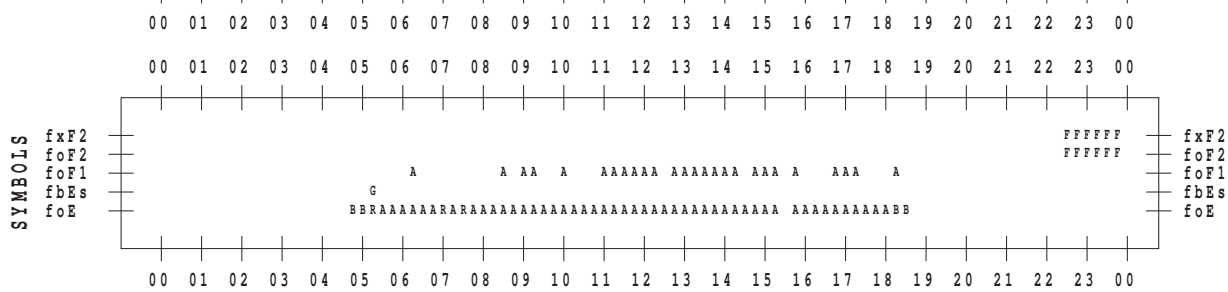 00 01 02 03 04 05 06 07 08 09 10 11 12 13 14 15 16 17 18 19 20 21 22 23 00
00 01 02 03 04 05 06 07 08 09 10 11 12 13 14 15 16 17 18 19 20 21 22 23 00
SYMBOLS
fxF2 FFFFFF fxF2
foF2 FFFFFF foF2
foF1 A A AA A AAAAAA AAAAAAA AAA A AAA A foF1
fbEs G fbEs
foE BBRAAAAAARARAAAAAAAAAAAAAAAAAAAAAAAAAAAAAAA AAAAAAAAAABB foE
00 01 02 03 04 05 06 07 08 09 10 11 12 13 14 15 16 17 18 19 20 21 22 23 00